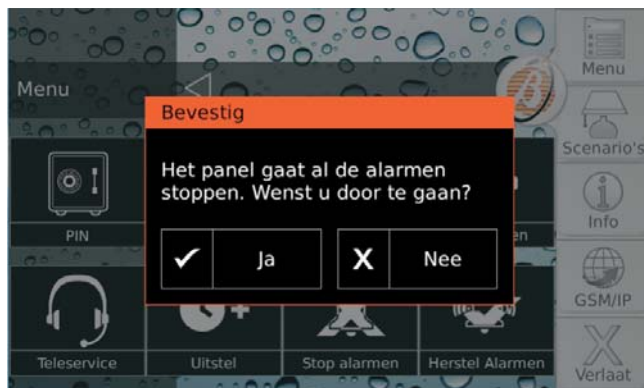 Menu
Menu
Bevestig
Scenario's
Het panel gaat al de alarmen
stoppen. Wenst u door te gaan?
Info
PIN
en
Ja
Nee
GSM/IP
Teleservice
Uitstel
Stop alarmen
Herstel Alarmen
Verlaat